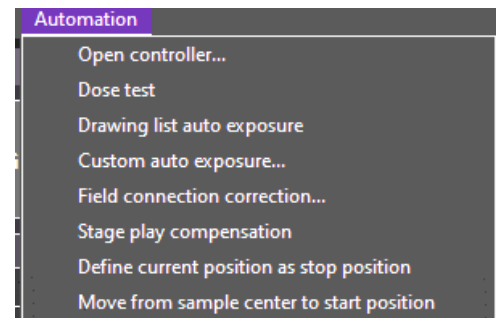 Automation
Open controller...
Dose test
Drawing list auto exposure
Custom auto exposure...
Field connection correction...
Stage play compensation
Define current position as stop position
Move from sample center to start position